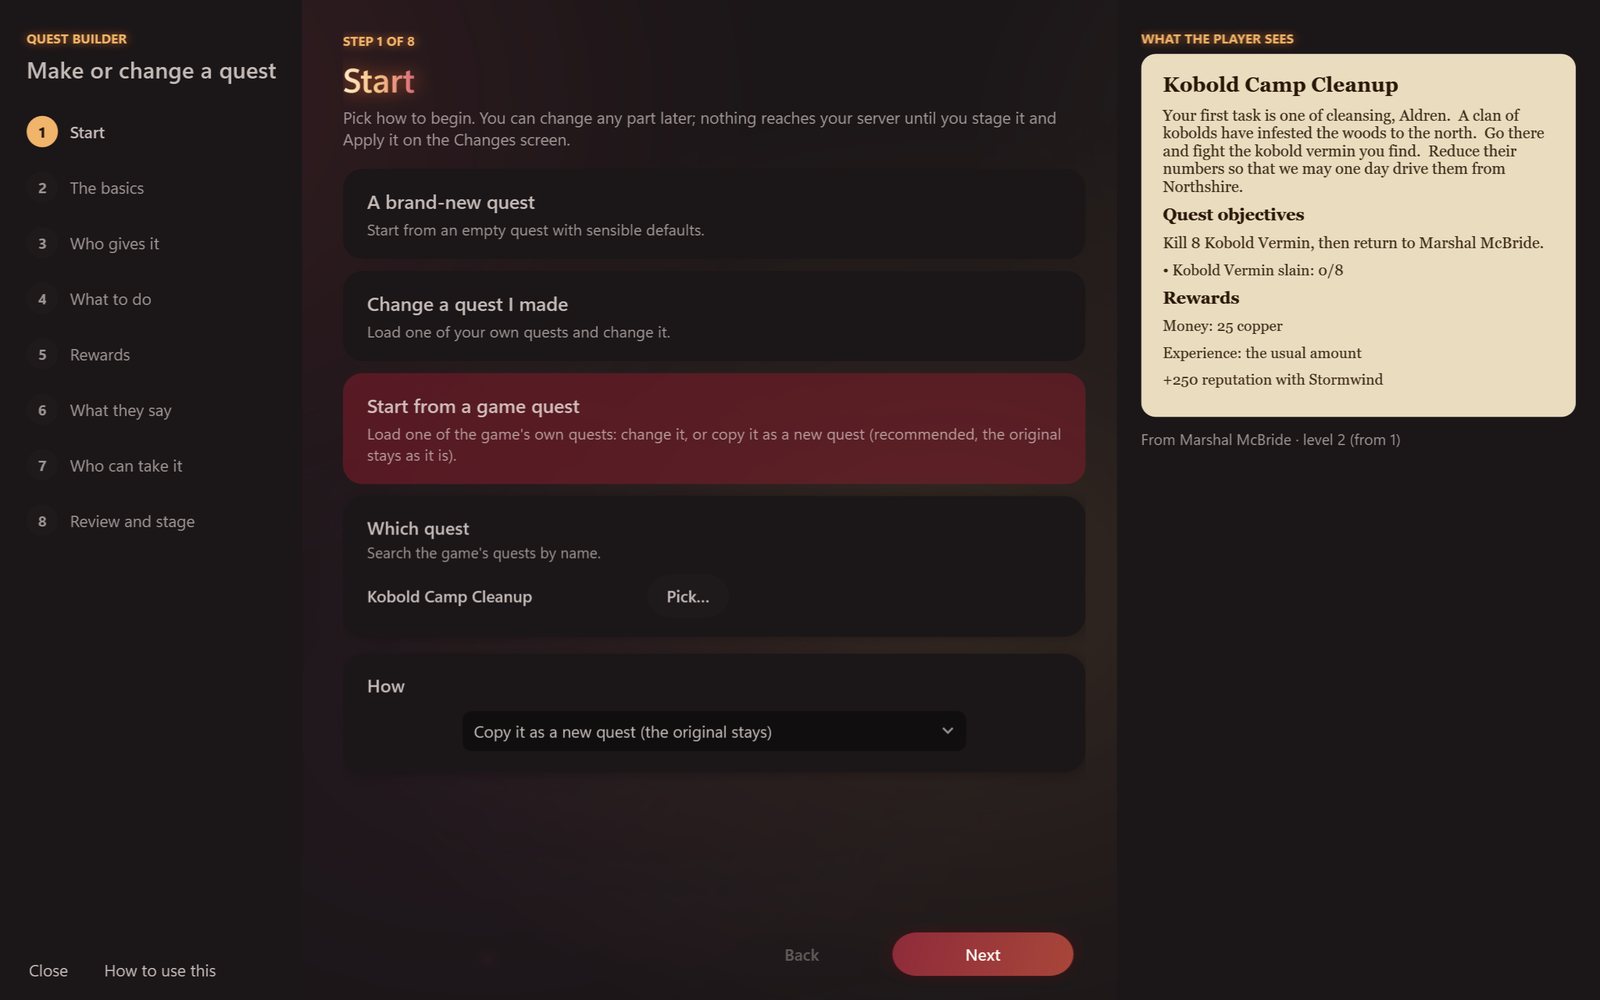 QUEST BUILDER
Make or change a quest
1 Start
2 The basics
3 Who gives it
4 What to do
5 Rewards
6 What they say
7 Who can take it
8 Review and stage
Close How to use this
STEP 1 OF 8
Start
Pick how to begin. You can change any part later; nothing reaches your server until you stage it and
Apply it on the Changes screen.
A brand-new quest
Start from an empty quest with sensible defaults.
Change a quest I made
Load one of your own quests and change it.
Start from a game quest
Load one of the game's own quests: change it, or copy it as a new quest (recommended, the original
stays as it is).
Which quest
Search the game's quests by name.
Kobold Camp Cleanup Pick...
How
Copy it as a new quest (the original stays)
Back Next
WHAT THE PLAYER SEES
Kobold Camp Cleanup
Your first task is one of cleansing, Aldren. A clan of
kobolds have infested the woods to the north. Go there
and fight the kobold vermin you find. Reduce their
numbers so that we may one day drive them from
Northshire.
Quest objectives
Kill 8 Kobold Vermin, then return to Marshal McBride.
• Kobold Vermin slain: 0/8
Rewards
Money: 25 copper
Experience: the usual amount
+250 reputation with Stormwind
From Marshal McBride · level 2 (from 1)